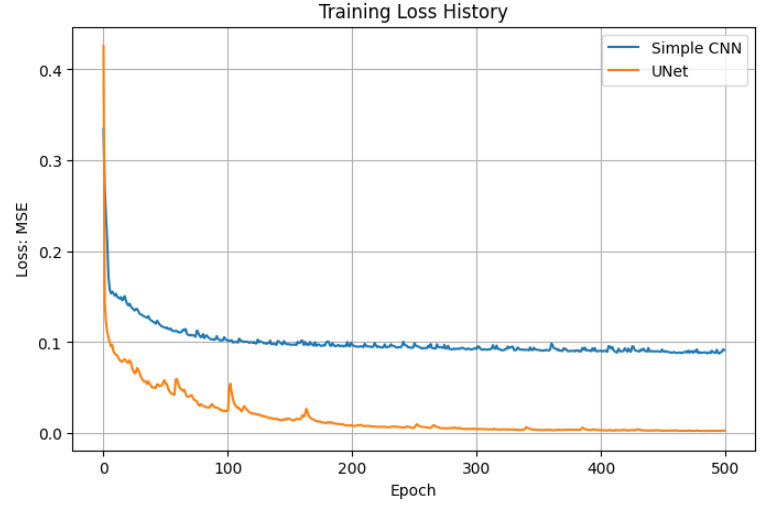 Training Loss History
Simple CNN
UNet
Loss: MSE
0.4
0.3
0.2
0.1
0.0
0 100 200 300 400 500
Epoch